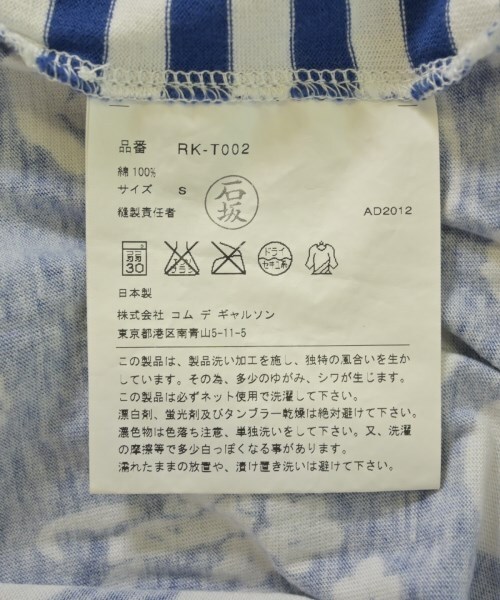 品番 RK-T002
綿 100%
サイズ S
石坂
縫製責任者 AD2012
30 ドライ セキユ系
日本製
株式会社 コム デ ギャルソン
東京都港区南青山5-11-5
この製品は、製品洗い加工を施し、独特の風合いを生か
しています。その為、多少のゆがみ、シワが生じます。
この製品は必ずネット使用で洗濯して下さい。
漂白剤、蛍光剤及びタンブラー乾燥は絶対避けて下さい。
濃色物は色落ち注意、単独洗いをして下さい。又、洗濯
の摩擦等で多少白っぽくなる事があります。
濡れたままの放置や、漬け置き洗いは避けて下さい。